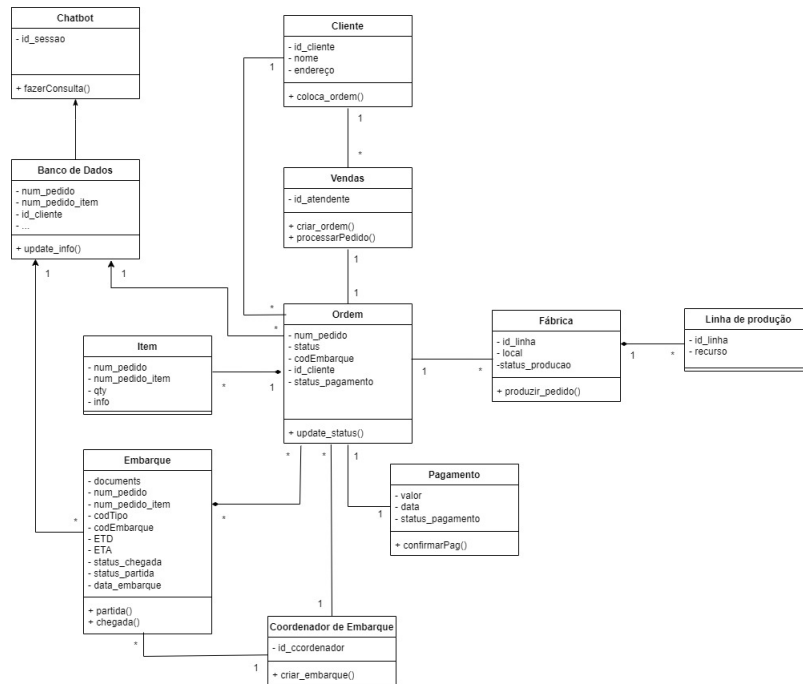 Chatbot
- id_sessao
+ fazerConsulta()
Cliente
- id_cliente
- nome
- endereço
+ coloca_ordem()
1
1
*
Banco de Dados
- num_pedido
- num_pedido_item
- id_cliente
- ...
+ update_info()
1
1
Vendas
- id_atendente
+ criar_ordem()
+ processarPedido()
1
1
*
*
Ordem
- num_pedido
- status
- codEmbarque
- id_cliente
- status_pagamento
+ update_status()
Item
- num_pedido
- num_pedido_item
- qty
- info
*
1
1
*
Fábrica
- id_linha
- local
-status_producao
+ produzir_pedido()
1
*
Linha de produção
- id_linha
- recurso
Embarque
- documents
- num_pedido
- num_pedido_item
- codTipo
- codEmbarque
- ETD
- ETA
- status_chegada
- status_partida
- data_embarque
+ partida()
+ chegada()
*
*
*
*
1
1
Pagamento
- valor
- data
- status_pagamento
+ confirmarPag()
1
*
1
Coordenador de Embarque
- id_ccordenador
+ criar_embarque()